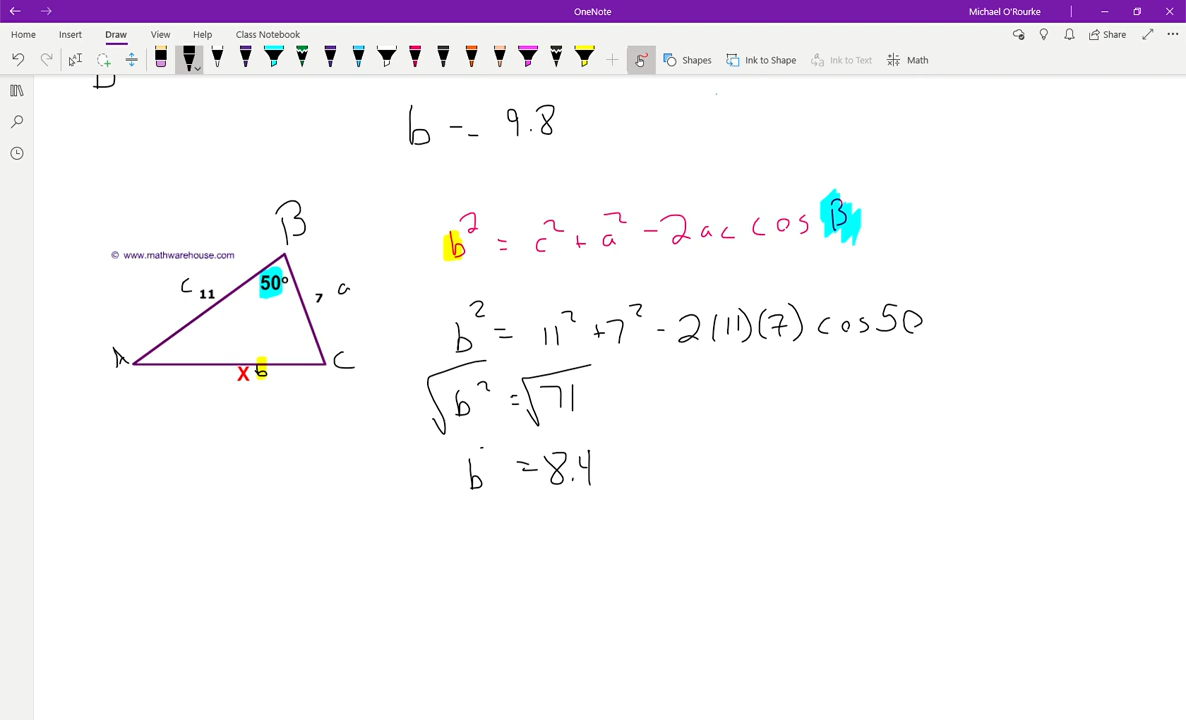 OneNote
Michael O'Rourke
Home Insert Draw View Help Class Notebook
Share
Shapes Ink to Shape Ink to Text Math
B
b = 9.8
β
© www.mathwarehouse.com
c 11
50°
7 a
A
X b
C
b² = c² + a² - 2ac cos β
b² = 11² + 7² - 2(11)(7) cos 50
√b² = √71
b = 8.4